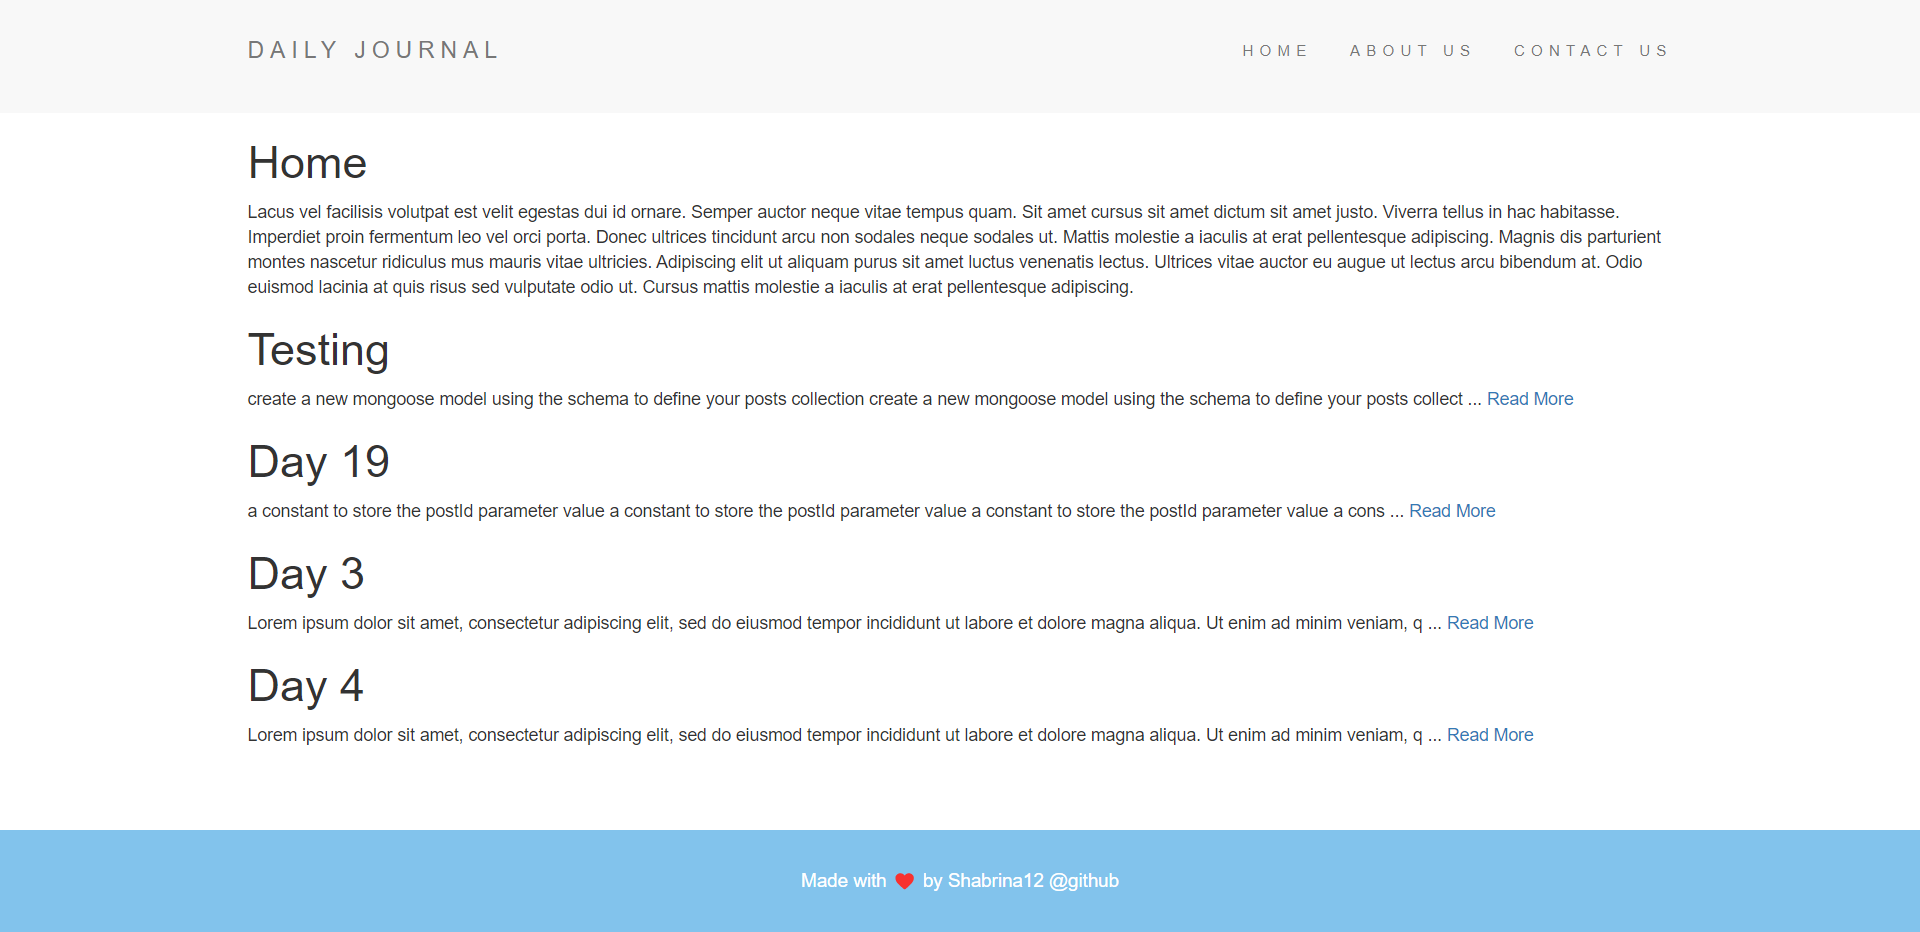 DAILY JOURNAL
HOME ABOUT US CONTACT US
Home
Lacus vel facilisis volutpat est velit egestas dui id ornare. Semper auctor neque vitae tempus quam. Sit amet cursus sit amet dictum sit amet justo. Viverra tellus in hac habitasse.
Imperdiet proin fermentum leo vel orci porta. Donec ultrices tincidunt arcu non sodales neque sodales ut. Mattis molestie a iaculis at erat pellentesque adipiscing. Magnis dis parturient
montes nascetur ridiculus mus mauris vitae ultricies. Adipiscing elit ut aliquam purus sit amet luctus venenatis lectus. Ultrices vitae auctor eu augue ut lectus arcu bibendum at. Odio
euismod lacinia at quis risus sed vulputate odio ut. Cursus mattis molestie a iaculis at erat pellentesque adipiscing.
Testing
create a new mongoose model using the schema to define your posts collection create a new mongoose model using the schema to define your posts collect ... Read More
Day 19
a constant to store the postId parameter value a constant to store the postId parameter value a constant to store the postId parameter value a cons ... Read More
Day 3
Lorem ipsum dolor sit amet, consectetur adipiscing elit, sed do eiusmod tempor incididunt ut labore et dolore magna aliqua. Ut enim ad minim veniam, q ... Read More
Day 4
Lorem ipsum dolor sit amet, consectetur adipiscing elit, sed do eiusmod tempor incididunt ut labore et dolore magna aliqua. Ut enim ad minim veniam, q ... Read More
Made with ❤ by Shabrina12 @github